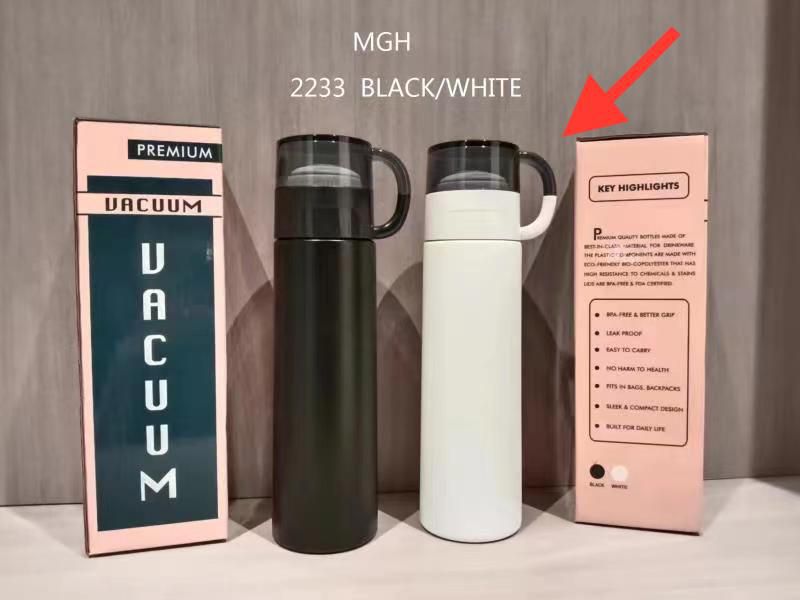 MGH
2233 BLACK/WHITE
PREMIUM
VACUUM
VACUUM
KEY HIGHLIGHTS
PREMIUM QUALITY BOTTLES MADE OF
BEST-IN-CLASS MATERIAL FOR DRINKWARE
THE PLASTIC COMPONENTS ARE MADE WITH
ECO-FRIENDLY BIO-COPOLYESTER THAT HAS
HIGH RESISTANCE TO CHEMICALS & STAINS
LIDS ARE BPA-FREE & FDA CERTIFIED.
BPA-FREE & BETTER GRIP
LEAK PROOF
EASY TO CARRY
NO HARM TO HEALTH
FITS IN BAGS, BACKPACKS
SLEEK & COMPACT DESIGN
BUILT FOR DAILY LIFE
BLACK WHITE